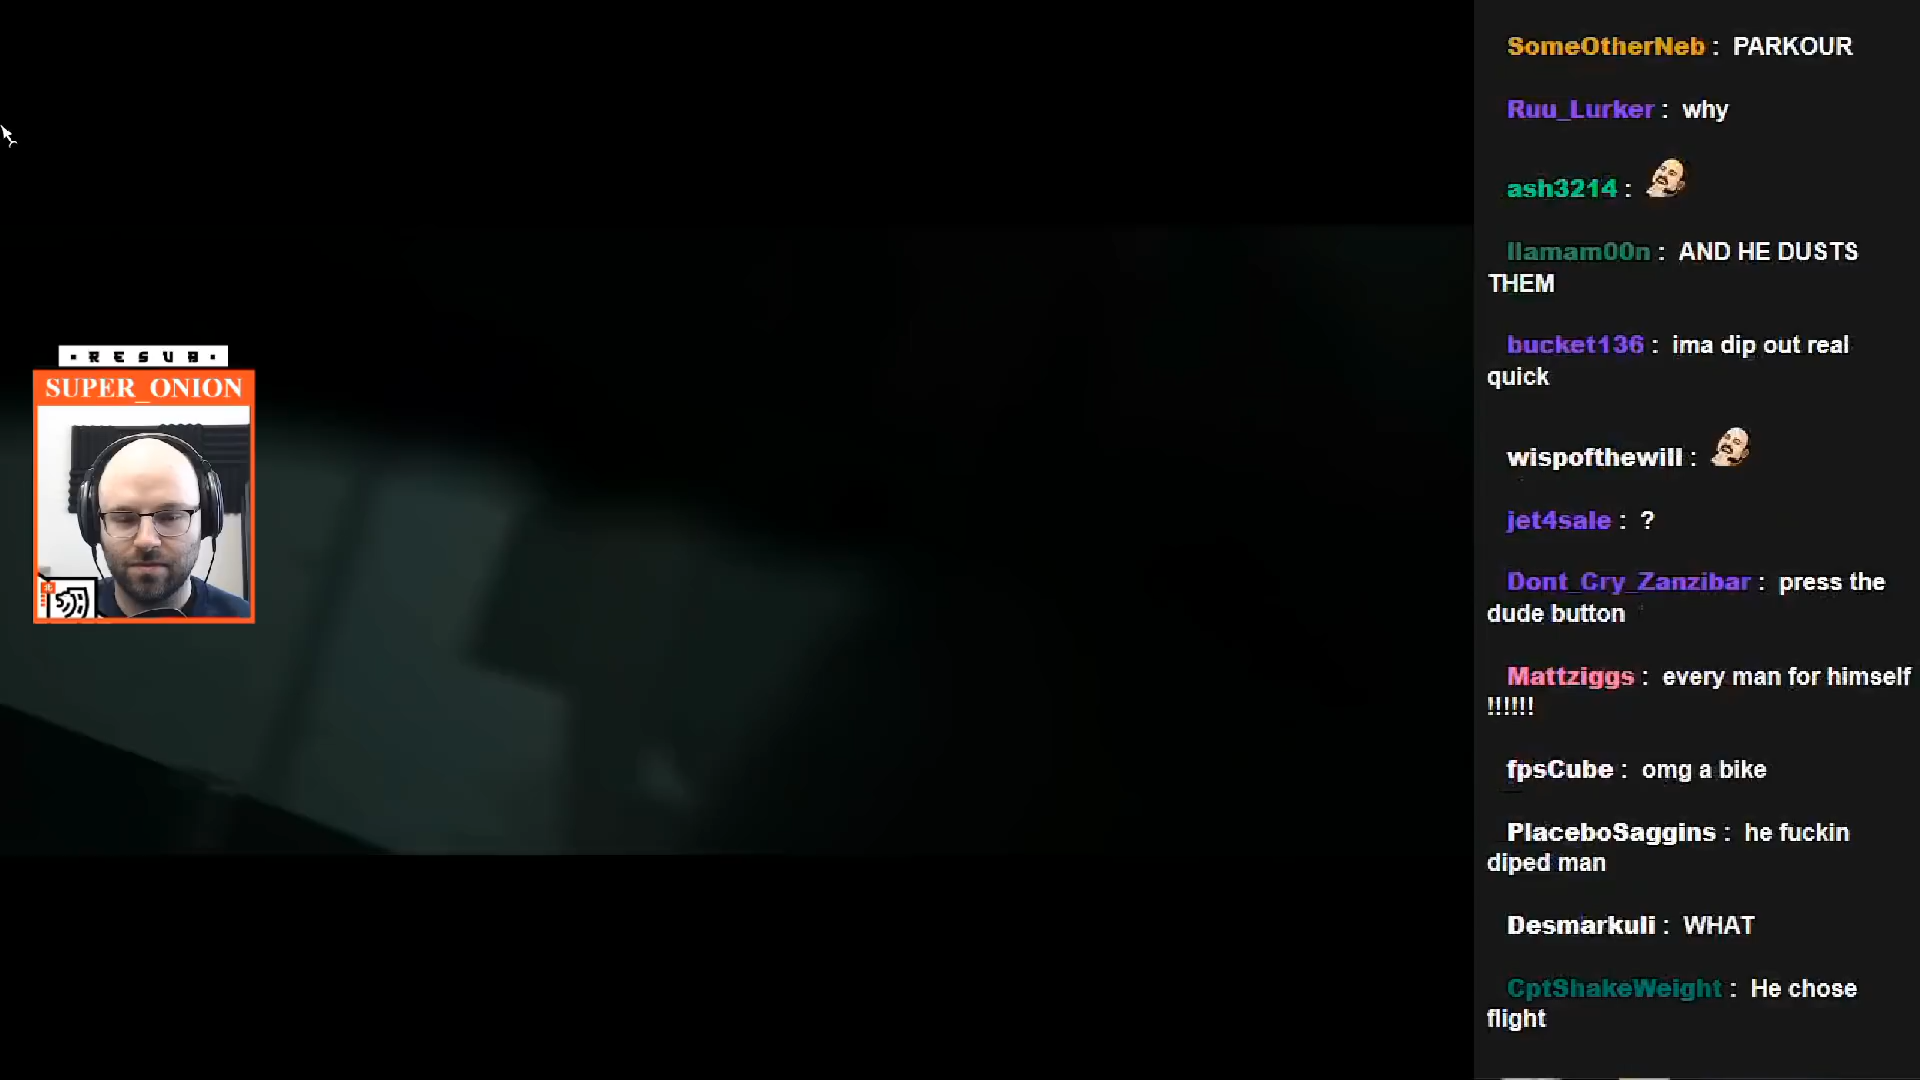 • R E S U B •
SUPER_ONION
SomeOtherNeb : PARKOUR
Ruu_Lurker : why
ash3214 :
llamam00n : AND HE DUSTS
THEM
bucket136 : ima dip out real
quick
wispofthewill :
jet4sale : ?
Dont_Cry_Zanzibar : press the
dude button
Mattziggs : every man for himself
!!!!!!
fpsCube : omg a bike
PlaceboSaggins : he fuckin
diped man
Desmarkuli : WHAT
CptShakeWeight : He chose
flight